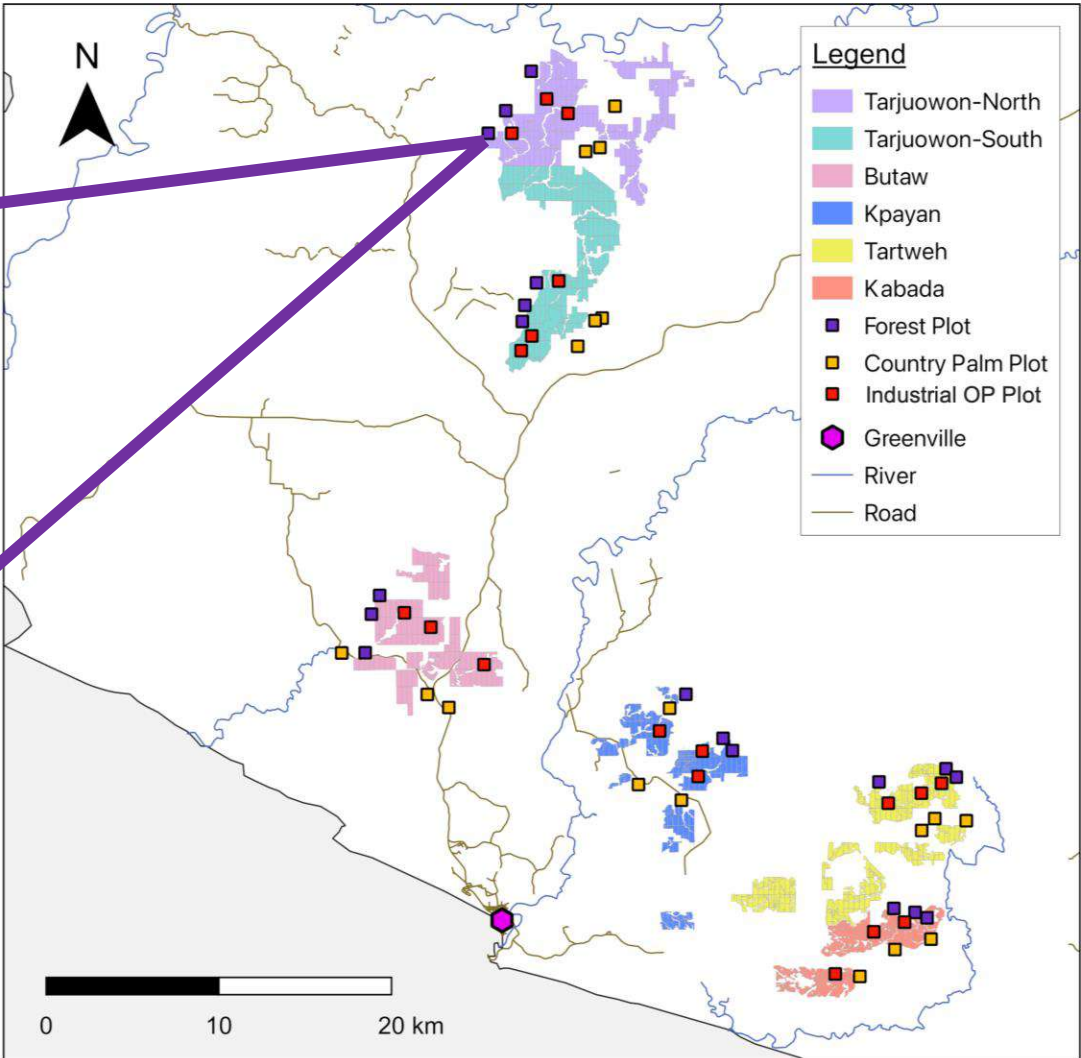 N
Legend
Tarjuowon-North
Tarjuowon-South
Butaw
Kpayan
Tartweh
Kabada
Forest Plot
Country Palm Plot
Industrial OP Plot
Greenville
River
Road
0 10 20 km